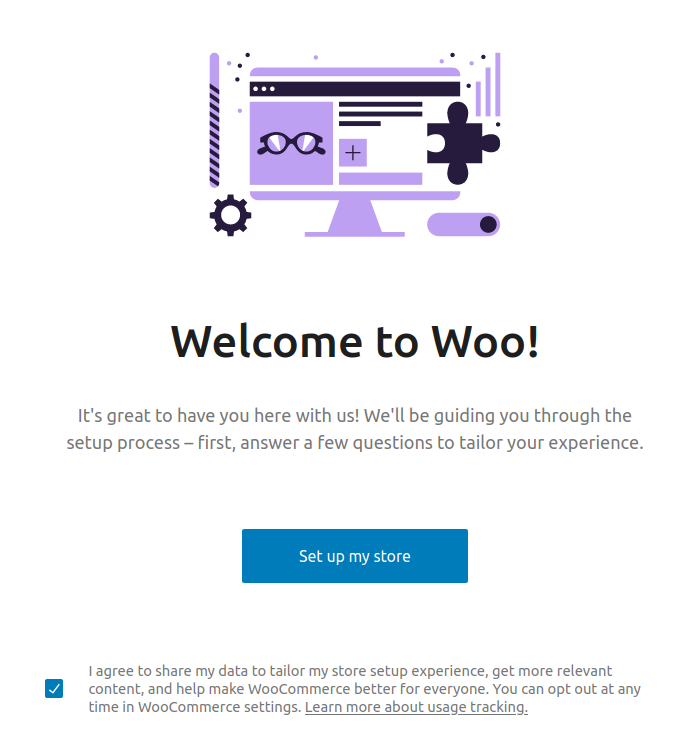 Welcome to Woo!
It's great to have you here with us! We'll be guiding you through the
setup process – first, answer a few questions to tailor your experience.
Set up my store
I agree to share my data to tailor my store setup experience, get more relevant
content, and help make WooCommerce better for everyone. You can opt out at any
time in WooCommerce settings. Learn more about usage tracking.